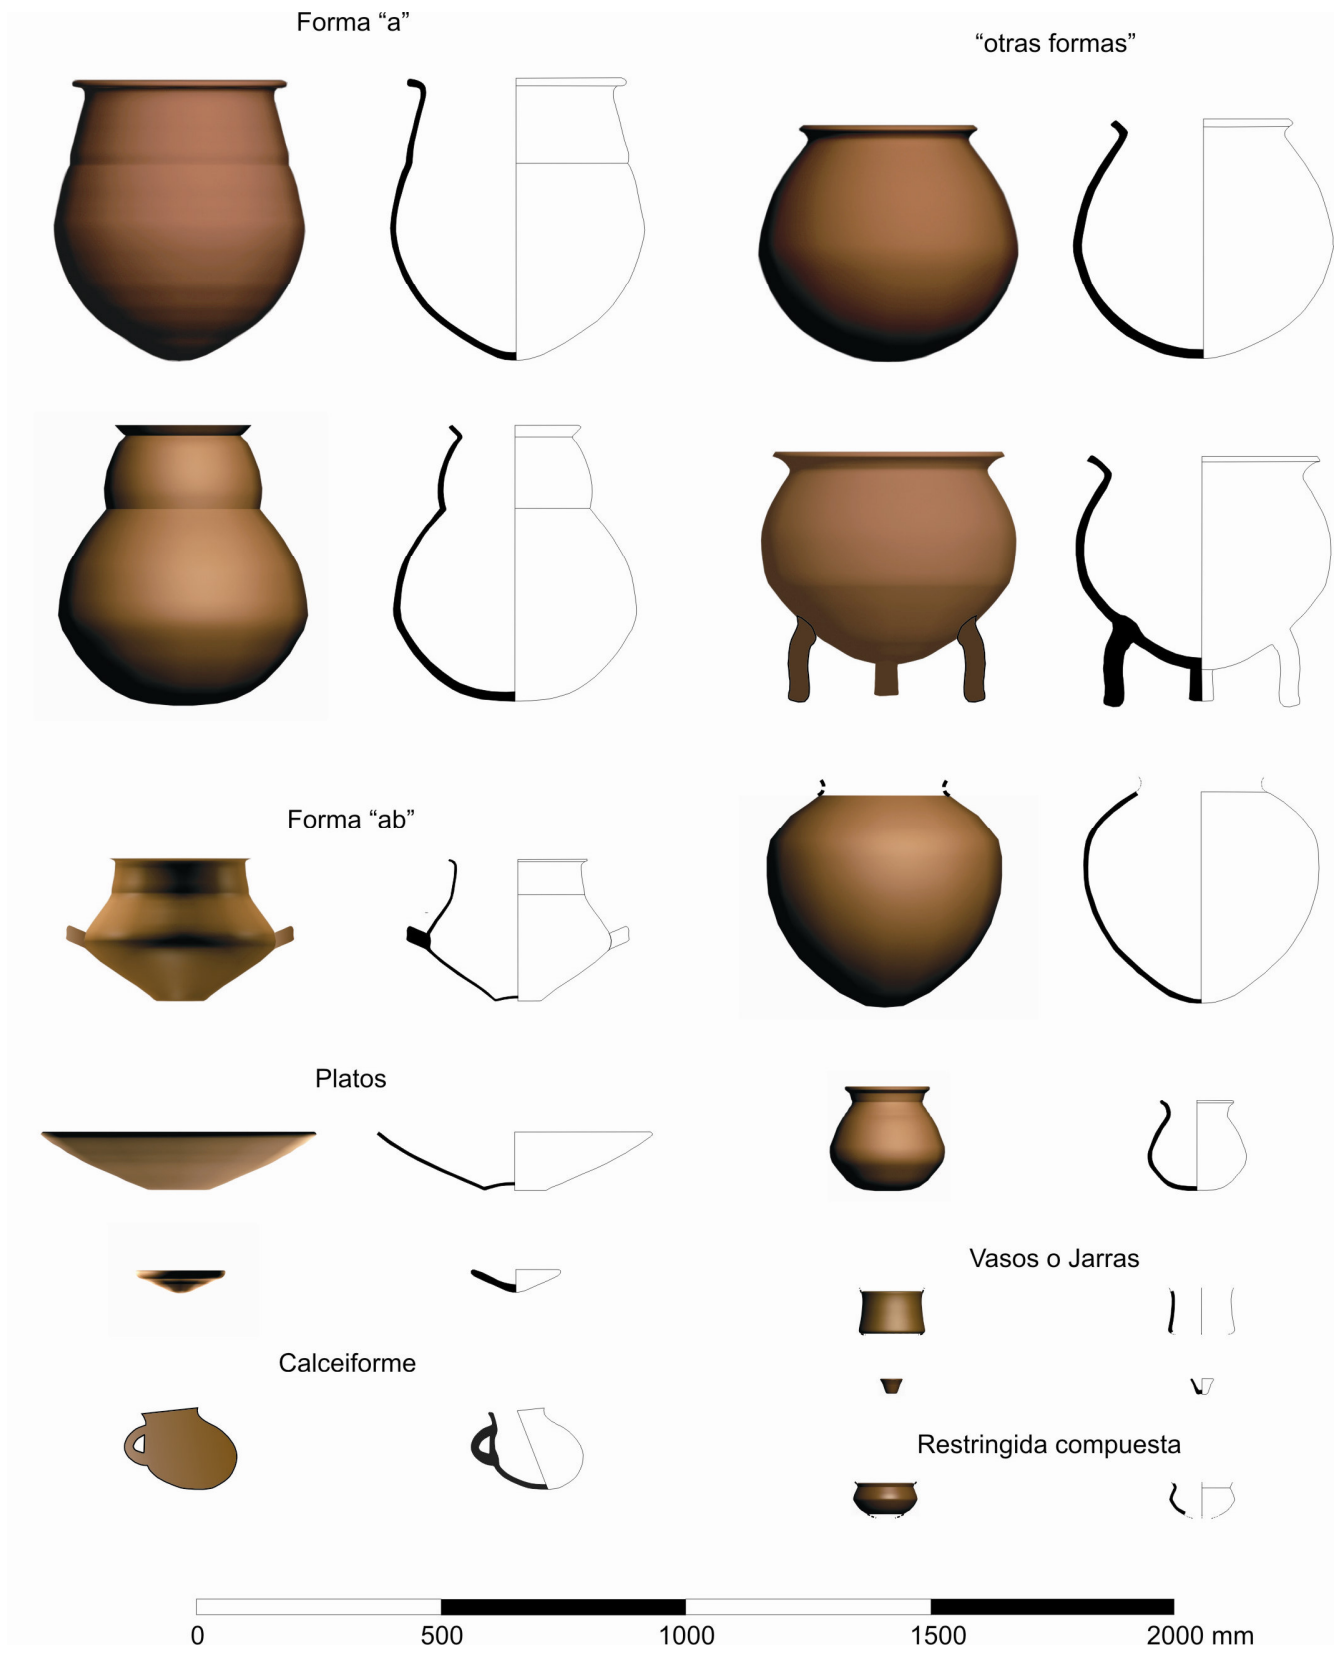 Forma “a”
“otras formas”
Forma “ab”
Platos
Vasos o Jarras
Calceiforme
Restringida compuesta
0 500 1000 1500 2000 mm